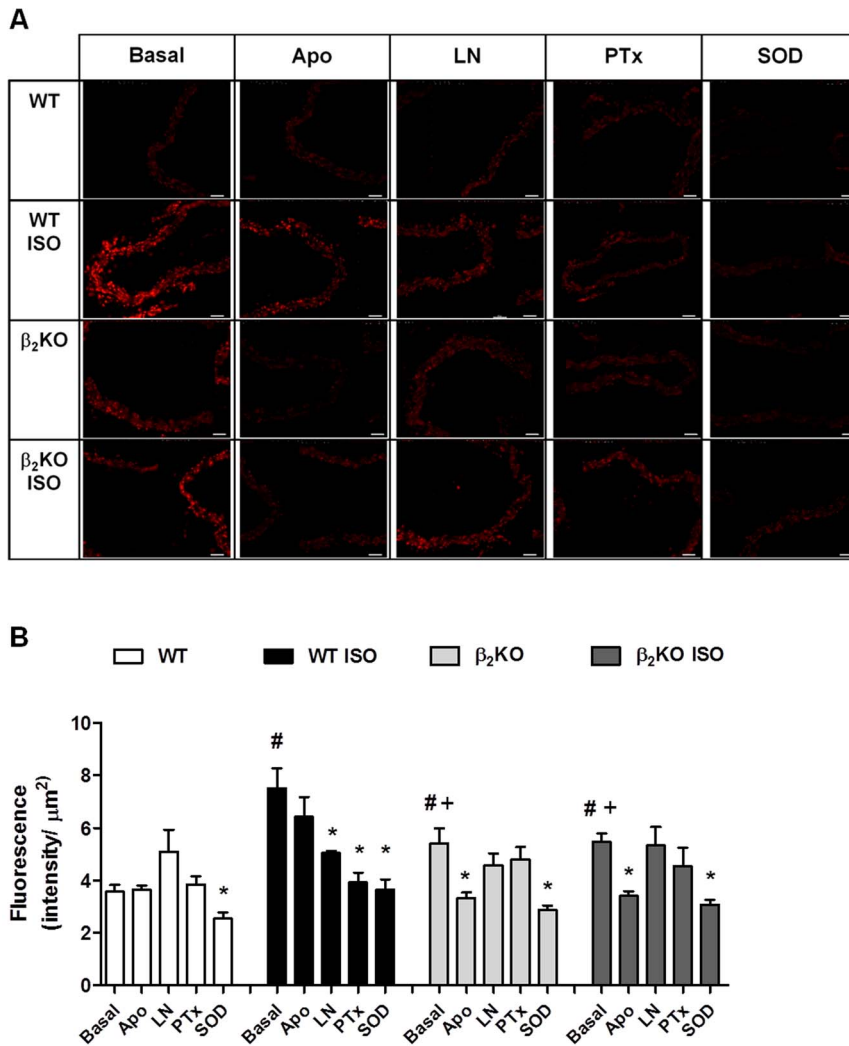 A
Basal Apo LN PTx SOD
WT
WT
ISO
β₂KO
β₂KO
ISO
B
WT WT ISO β₂KO β₂KO ISO
Fluorescence
(intensity/ μm²)
10
8
6
4
2
0
#
# +
# +
*
* * *
* *
* *
Basal Apo LN PTx SOD Basal Apo LN PTx SOD Basal Apo LN PTx SOD Basal Apo LN PTx SOD